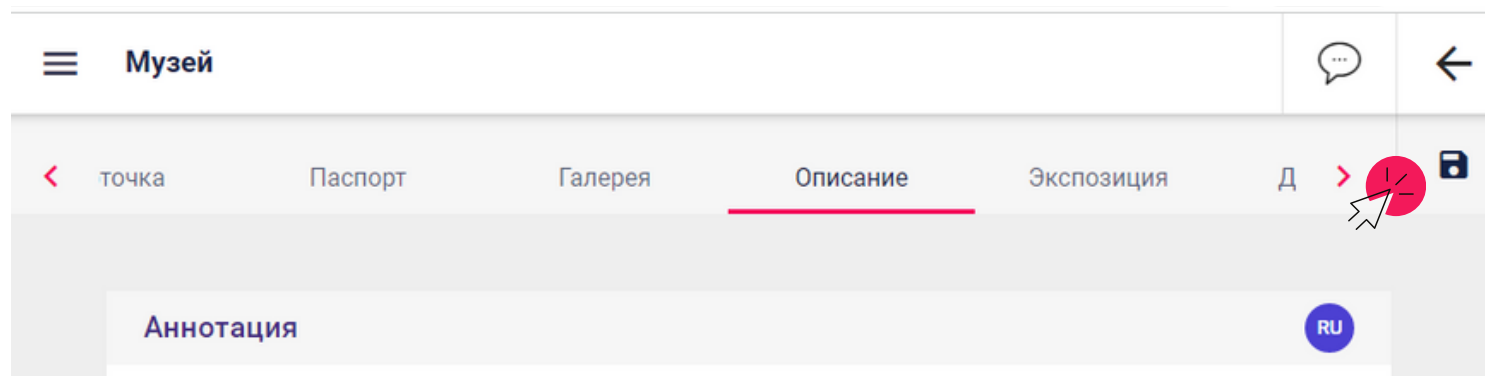 Музей
точка Паспорт Галерея Описание Экспозиция Д
Аннотация RU